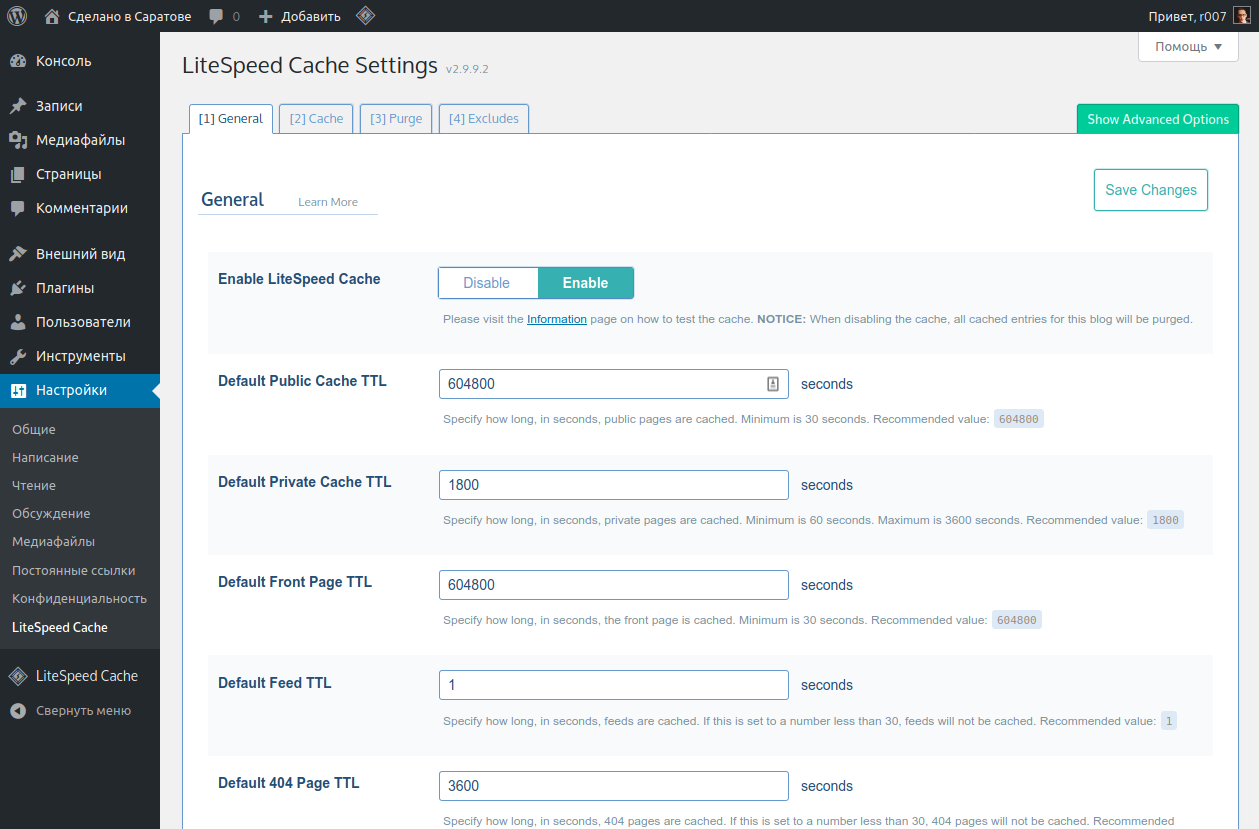 Сделано в Саратове 0 Добавить Привет, r007
Помощь
Консоль
Записи
Медиафайлы
Страницы
Комментарии
Внешний вид
Плагины
Пользователи
Инструменты
Настройки
Общие
Написание
Чтение
Обсуждение
Медиафайлы
Постоянные ссылки
Конфиденциальность
LiteSpeed Cache
LiteSpeed Cache
Свернуть меню
LiteSpeed Cache Settings v2.9.9.2
[1] General [2] Cache [3] Purge [4] Excludes Show Advanced Options
General Learn More Save Changes
Enable LiteSpeed Cache Disable Enable
Please visit the Information page on how to test the cache. NOTICE: When disabling the cache, all cached entries for this blog will be purged.
Default Public Cache TTL 604800 seconds
Specify how long, in seconds, public pages are cached. Minimum is 30 seconds. Recommended value: 604800
Default Private Cache TTL 1800 seconds
Specify how long, in seconds, private pages are cached. Minimum is 60 seconds. Maximum is 3600 seconds. Recommended value: 1800
Default Front Page TTL 604800 seconds
Specify how long, in seconds, the front page is cached. Minimum is 30 seconds. Recommended value: 604800
Default Feed TTL 1 seconds
Specify how long, in seconds, feeds are cached. If this is set to a number less than 30, feeds will not be cached. Recommended value: 1
Default 404 Page TTL 3600 seconds
Specify how long, in seconds, 404 pages are cached. If this is set to a number less than 30, 404 pages will not be cached. Recommended